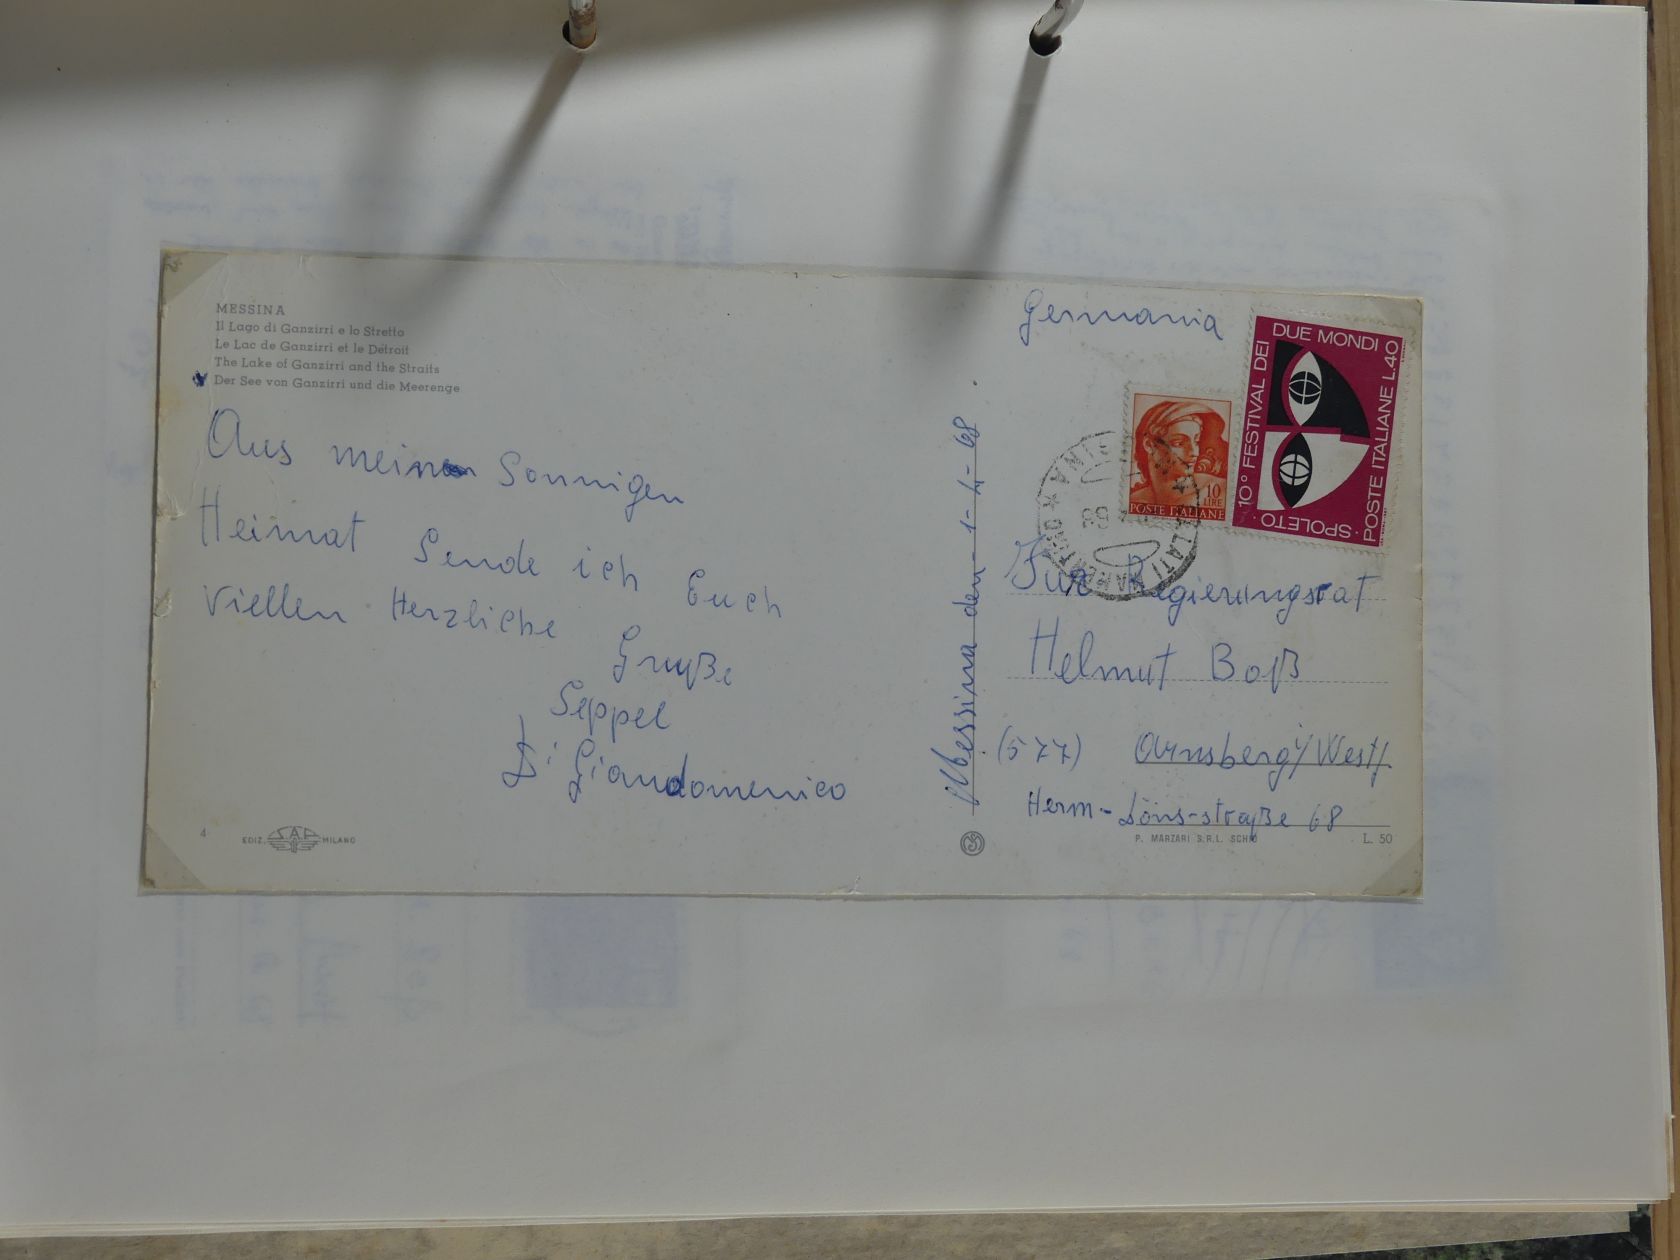 MESSINA
Il Lago di Ganzirri e lo Stretto
Le Lac de Ganzirri et le Détroit
The Lake of Ganzirri and the Straits
Der See von Ganzirri und die Meerenge
Aus meinen Sonnigen
Heimat Sende ich Euch
viellen Herzliche Grusße
Seppel
Di Giandomenico
4
EDIZ. SAF MILANO
Messina den 1-4-68
Germania
10 LIRE
POSTE ITALIANE
10° FESTIVAL DEI DUE MONDI
SPOLETO
POSTE ITALIANE L.40
Regierungsrat
Helmut Boß
(577) Arnsberg/Westf.
Herm-Löns-straße 68
P. MARZARI S.R.L. SCHIO
L. 50